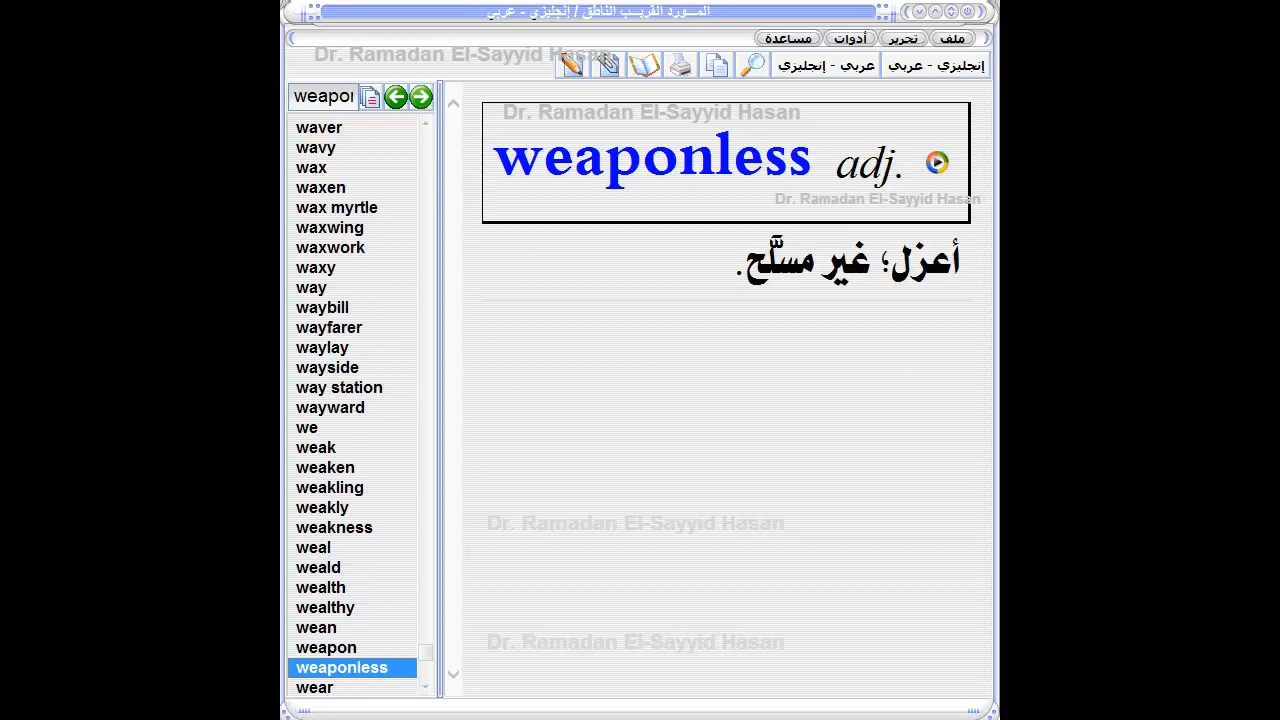 المـــورد القريـــب الناطق / إنجليزي - عربي
ملف تحرير أدوات مساعدة
Dr. Ramadan El-Sayyid Hasan
إنجليزي - عربي عربي - إنجليزي
weapor
waver
wavy
wax
waxen
wax myrtle
waxwing
waxwork
waxy
way
waybill
wayfarer
waylay
wayside
way station
wayward
we
weak
weaken
weakling
weakly
weakness
weal
weald
wealth
wealthy
wean
weapon
weaponless
wear
Dr. Ramadan El-Sayyid Hasan
weaponless adj.
Dr. Ramadan El-Sayyid Hasan
أعزل؛ غير مسلَّح.
Dr. Ramadan El-Sayyid Hasan
Dr. Ramadan El-Sayyid Hasan